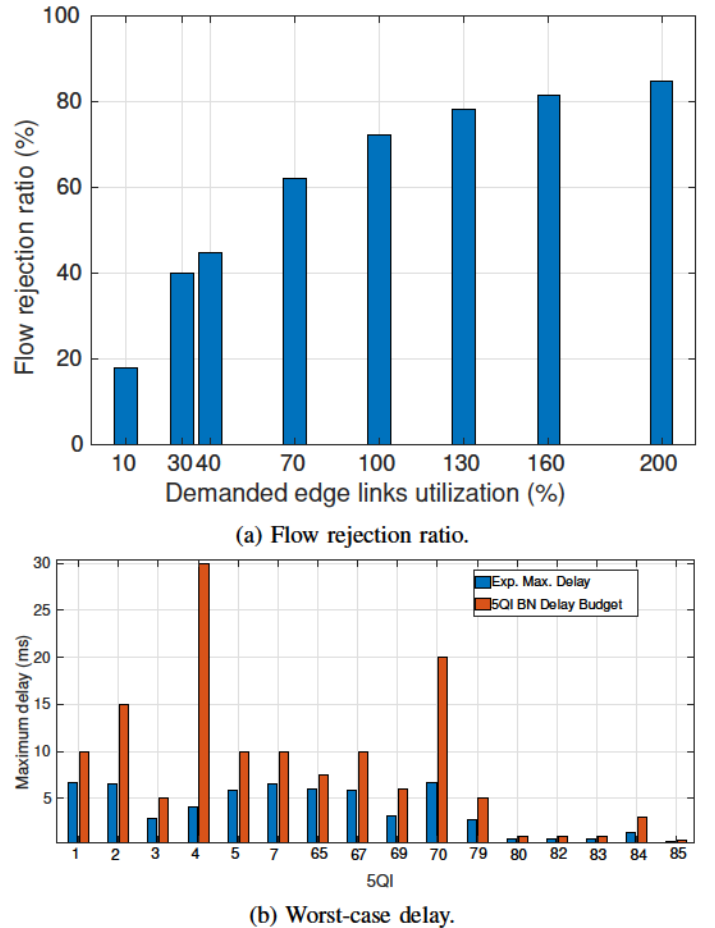 100
80
60
40
20
0
Flow rejection ratio (%)
10 30 40 70 100 130 160 200
Demanded edge links utilization (%)
(a) Flow rejection ratio.
30
25
20
15
10
5
Maximum delay (ms)
Exp. Max. Delay
5QI BN Delay Budget
1 2 3 4 5 7 65 67 69 70 79 80 82 83 84 85
5QI
(b) Worst-case delay.